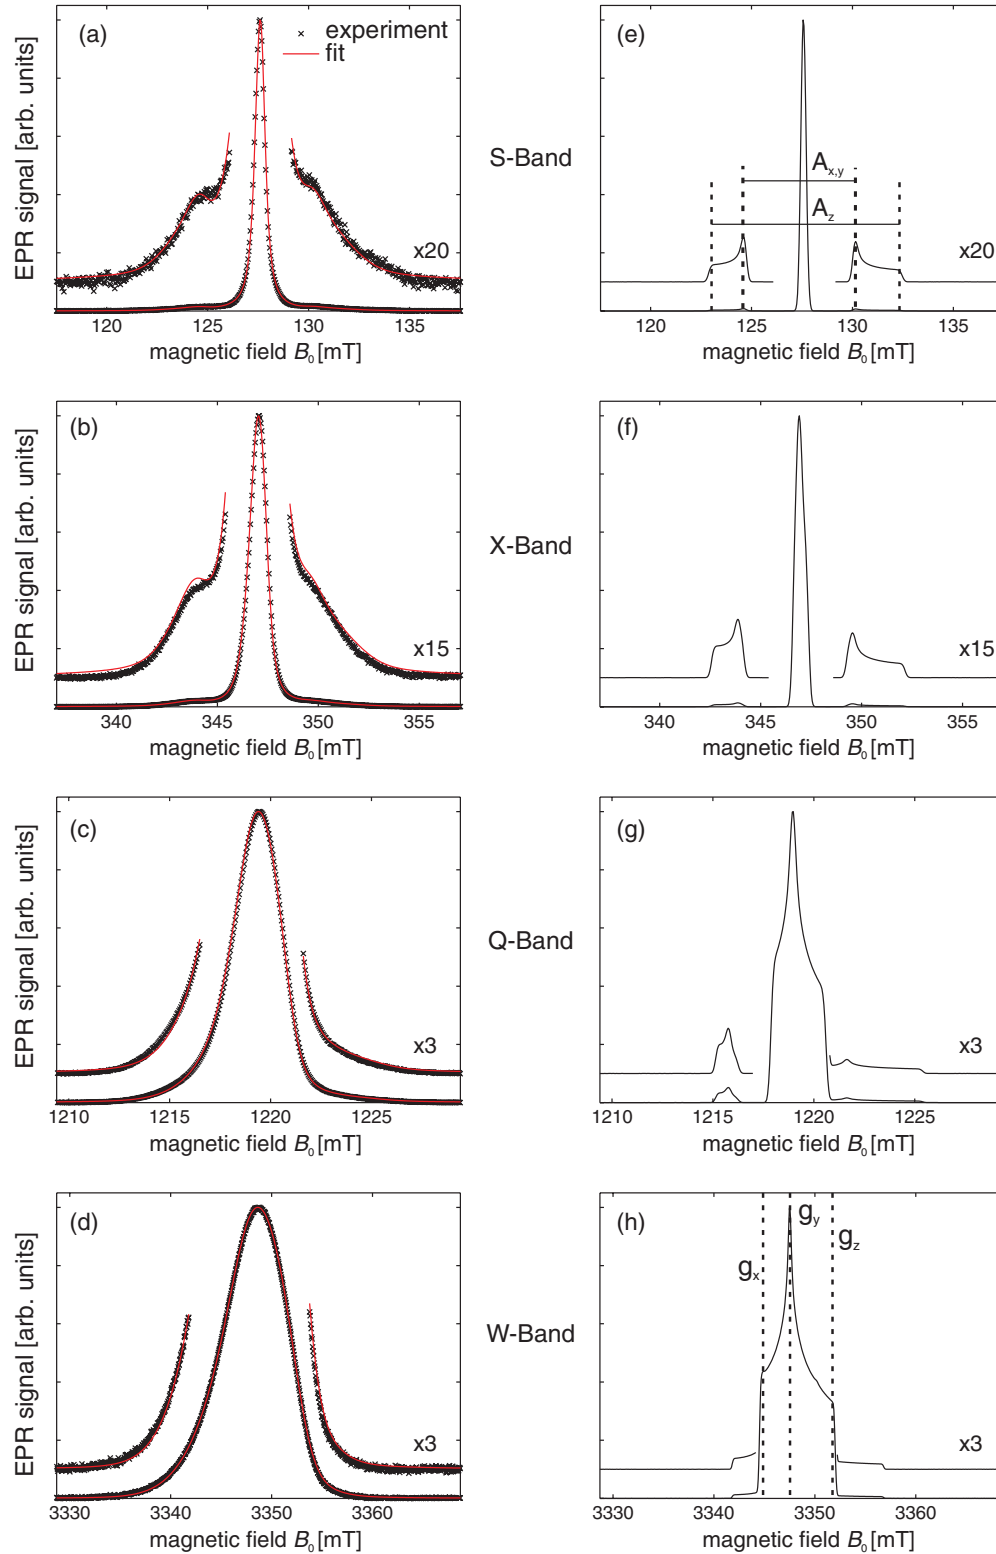 (a)
× experiment
fit
EPR signal [arb. units]
x20
120 125 130 135
magnetic field B₀ [mT]
S-Band
(e)
Aₓ,ᵧ
A_z
x20
120 125 130 135
magnetic field B₀ [mT]
(b)
EPR signal [arb. units]
x15
340 345 350 355
magnetic field B₀ [mT]
X-Band
(f)
x15
340 345 350 355
magnetic field B₀ [mT]
(c)
EPR signal [arb. units]
x3
1210 1215 1220 1225
magnetic field B₀ [mT]
Q-Band
(g)
x3
1210 1215 1220 1225
magnetic field B₀ [mT]
(d)
EPR signal [arb. units]
x3
3330 3340 3350 3360
magnetic field B₀ [mT]
W-Band
(h)
g_x
g_y
g_z
x3
3330 3340 3350 3360
magnetic field B₀ [mT]